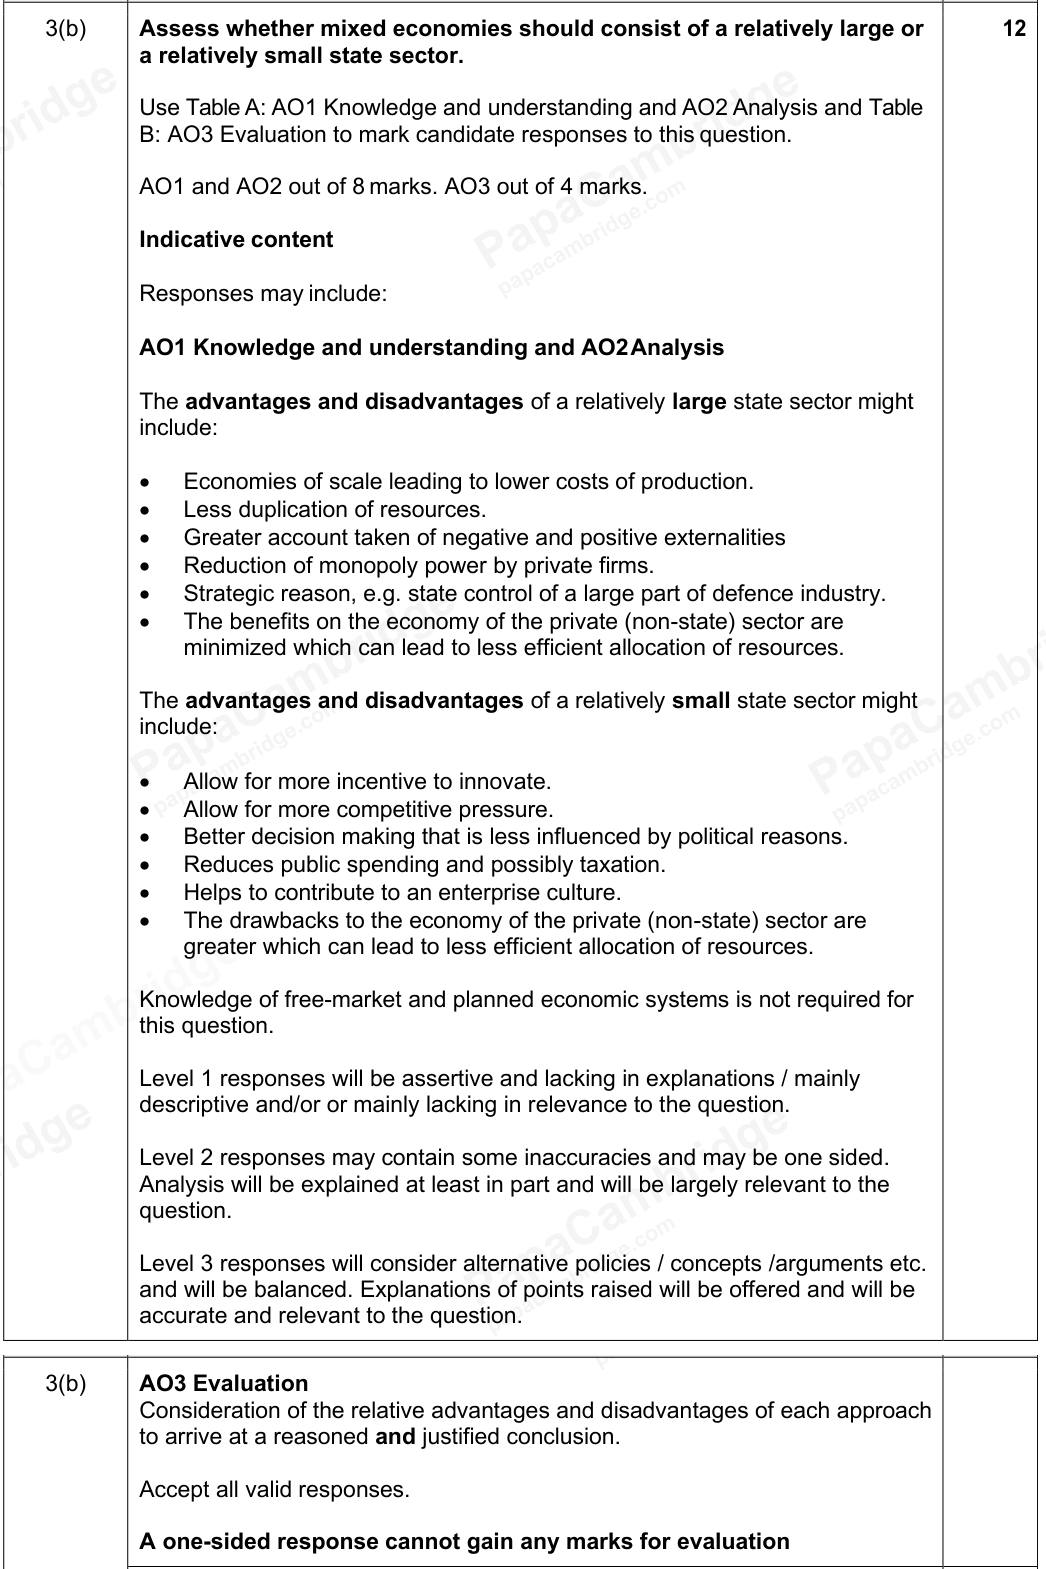 3(b) Assess whether mixed economies should consist of a relatively large or 12
a relatively small state sector.
Use Table A: AO1 Knowledge and understanding and AO2 Analysis and Table
B: AO3 Evaluation to mark candidate responses to this question.
AO1 and AO2 out of 8 marks. AO3 out of 4 marks.
Indicative content
Responses may include:
AO1 Knowledge and understanding and AO2 Analysis
The advantages and disadvantages of a relatively large state sector might
include:
• Economies of scale leading to lower costs of production.
• Less duplication of resources.
• Greater account taken of negative and positive externalities
• Reduction of monopoly power by private firms.
• Strategic reason, e.g. state control of a large part of defence industry.
• The benefits on the economy of the private (non-state) sector are
minimized which can lead to less efficient allocation of resources.
The advantages and disadvantages of a relatively small state sector might
include:
• Allow for more incentive to innovate.
• Allow for more competitive pressure.
• Better decision making that is less influenced by political reasons.
• Reduces public spending and possibly taxation.
• Helps to contribute to an enterprise culture.
• The drawbacks to the economy of the private (non-state) sector are
greater which can lead to less efficient allocation of resources.
Knowledge of free-market and planned economic systems is not required for
this question.
Level 1 responses will be assertive and lacking in explanations / mainly
descriptive and/or or mainly lacking in relevance to the question.
Level 2 responses may contain some inaccuracies and may be one sided.
Analysis will be explained at least in part and will be largely relevant to the
question.
Level 3 responses will consider alternative policies / concepts /arguments etc.
and will be balanced. Explanations of points raised will be offered and will be
accurate and relevant to the question.
3(b) AO3 Evaluation
Consideration of the relative advantages and disadvantages of each approach
to arrive at a reasoned and justified conclusion.
Accept all valid responses.
A one-sided response cannot gain any marks for evaluation
PapaCambridge
papacambridge.com
PapaCambridge
papacambridge.com
PapaCambridge
papacambridge.com
PapaCambridge